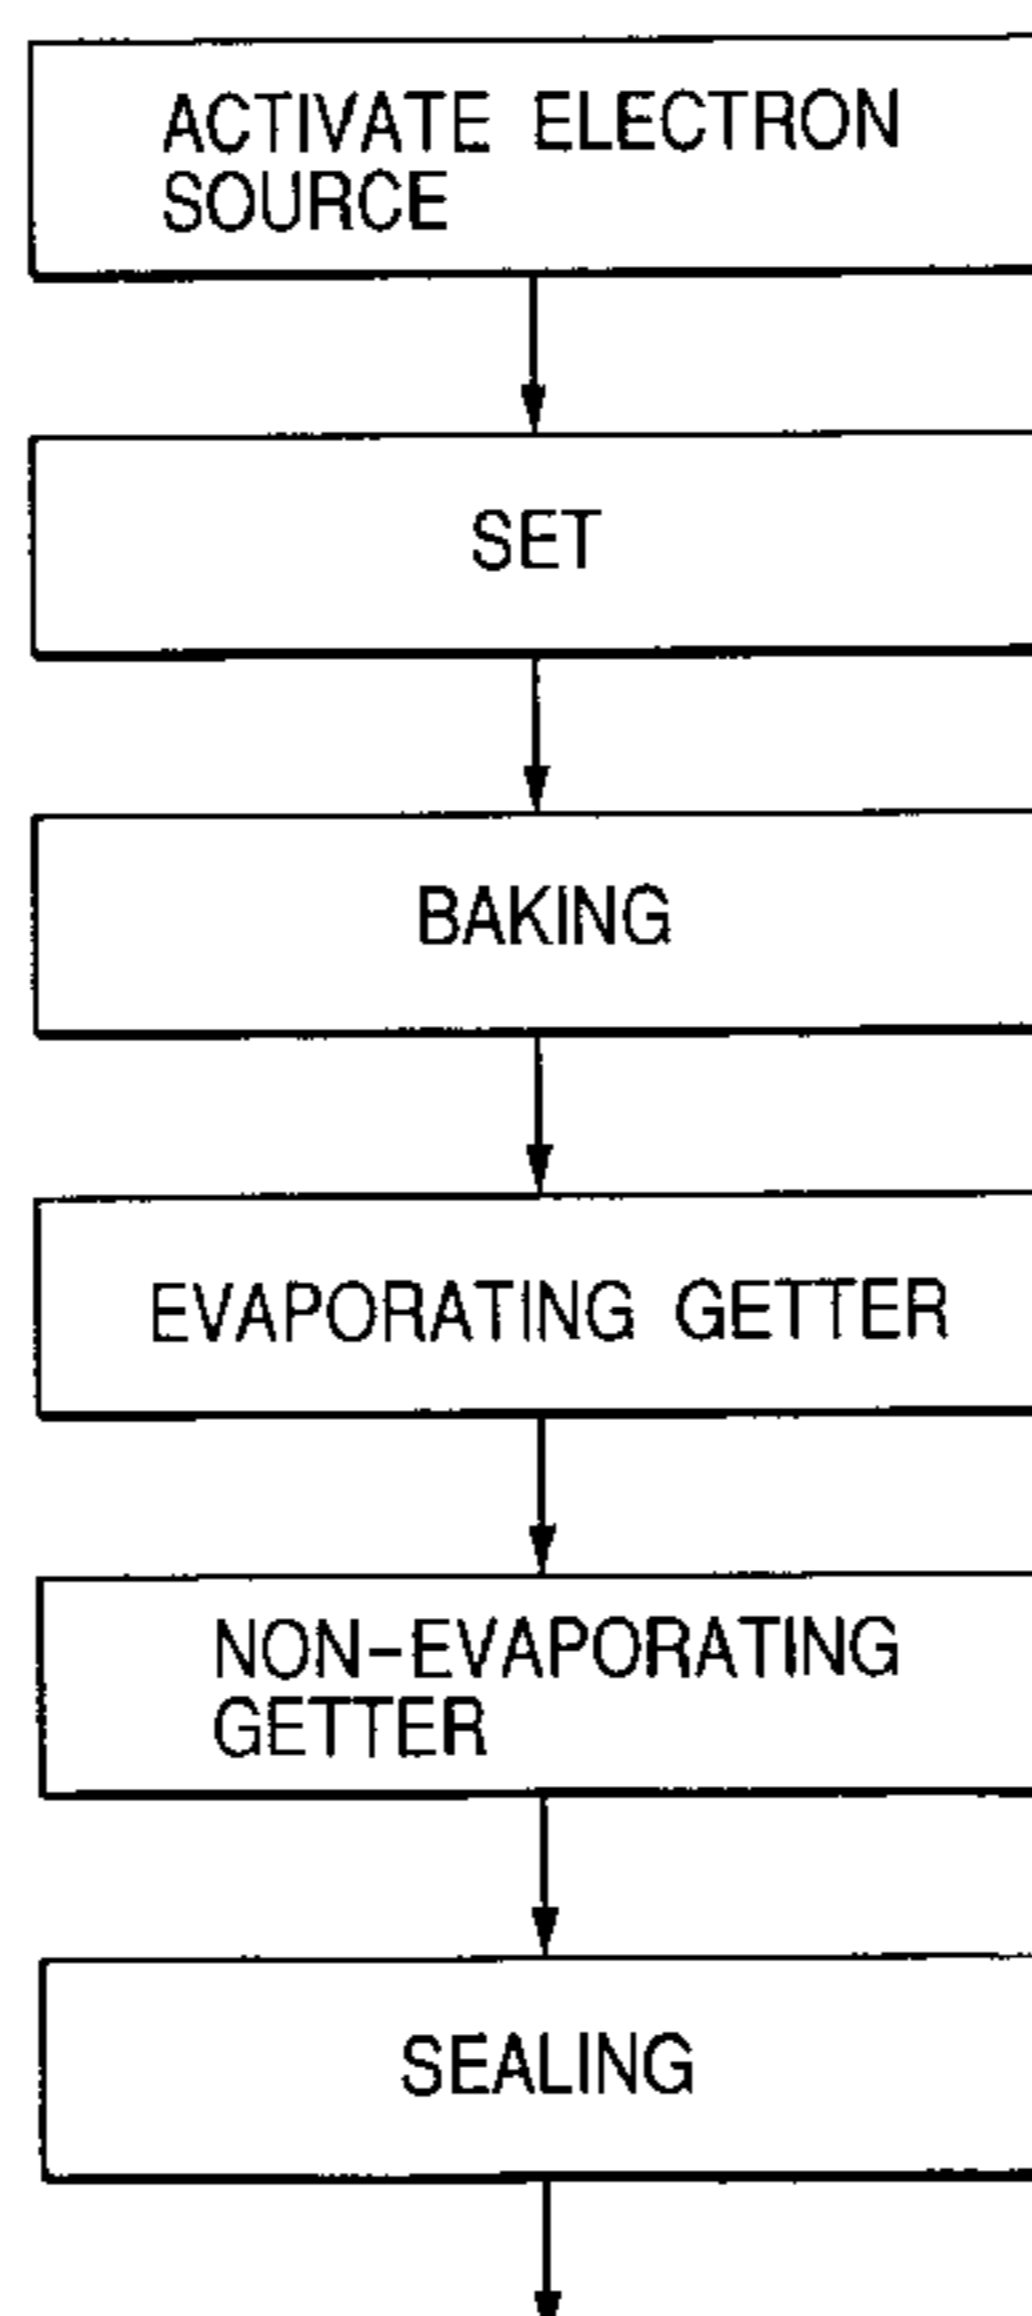 ACTIVATE ELECTRON
SOURCE
SET
BAKING
EVAPORATING GETTER
NON-EVAPORATING
GETTER
SEALING